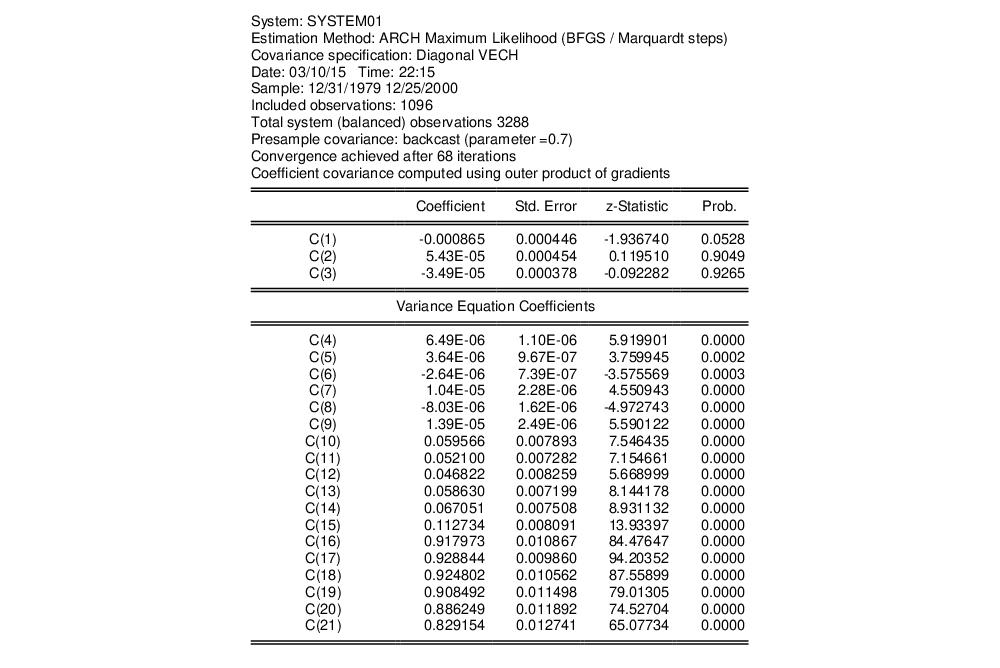 System: SYSTEM01
Estimation Method: ARCH Maximum Likelihood (BFGS / Marquardt steps)
Covariance specification: Diagonal VECH
Date: 03/10/15 Time: 22:15
Sample: 12/31/1979 12/25/2000
Included observations: 1096
Total system (balanced) observations 3288
Presample covariance: backcast (parameter =0.7)
Convergence achieved after 68 iterations
Coefficient covariance computed using outer product of gradients
Coefficient Std. Error z-Statistic Prob.
C(1) -0.000865 0.000446 -1.936740 0.0528
C(2) 5.43E-05 0.000454 0.119510 0.9049
C(3) -3.49E-05 0.000378 -0.092282 0.9265
Variance Equation Coefficients
C(4) 6.49E-06 1.10E-06 5.919901 0.0000
C(5) 3.64E-06 9.67E-07 3.759945 0.0002
C(6) -2.64E-06 7.39E-07 -3.575569 0.0003
C(7) 1.04E-05 2.28E-06 4.550943 0.0000
C(8) -8.03E-06 1.62E-06 -4.972743 0.0000
C(9) 1.39E-05 2.49E-06 5.590122 0.0000
C(10) 0.059566 0.007893 7.546435 0.0000
C(11) 0.052100 0.007282 7.154661 0.0000
C(12) 0.046822 0.008259 5.668999 0.0000
C(13) 0.058630 0.007199 8.144178 0.0000
C(14) 0.067051 0.007508 8.931132 0.0000
C(15) 0.112734 0.008091 13.93397 0.0000
C(16) 0.917973 0.010867 84.47647 0.0000
C(17) 0.928844 0.009860 94.20352 0.0000
C(18) 0.924802 0.010562 87.55899 0.0000
C(19) 0.908492 0.011498 79.01305 0.0000
C(20) 0.886249 0.011892 74.52704 0.0000
C(21) 0.829154 0.012741 65.07734 0.0000